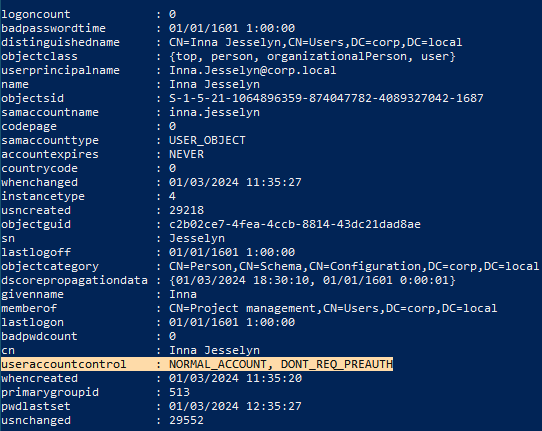 logoncount : 0
badpasswordtime : 01/01/1601 1:00:00
distinguishedname : CN=Inna Jesselyn,CN=Users,DC=corp,DC=local
objectclass : {top, person, organizationalPerson, user}
userprincipalname : Inna.Jesselyn@corp.local
name : Inna Jesselyn
objectsid : S-1-5-21-1064896359-874047782-4089327042-1687
samaccountname : inna.jesselyn
codepage : 0
samaccounttype : USER_OBJECT
accountexpires : NEVER
countrycode : 0
whenchanged : 01/03/2024 11:35:27
instancetype : 4
usncreated : 29218
objectguid : c2b02ce7-4fea-4ccb-8814-43dc21dad8ae
sn : Jesselyn
lastlogoff : 01/01/1601 1:00:00
objectcategory : CN=Person,CN=Schema,CN=Configuration,DC=corp,DC=local
dscorepropagationdata : {01/03/2024 18:30:10, 01/01/1601 0:00:01}
givenname : Inna
memberof : CN=Project management,CN=Users,DC=corp,DC=local
lastlogon : 01/01/1601 1:00:00
badpwdcount : 0
cn : Inna Jesselyn
useraccountcontrol : NORMAL_ACCOUNT, DONT_REQ_PREAUTH
whencreated : 01/03/2024 11:35:20
primarygroupid : 513
pwdlastset : 01/03/2024 12:35:27
usnchanged : 29552